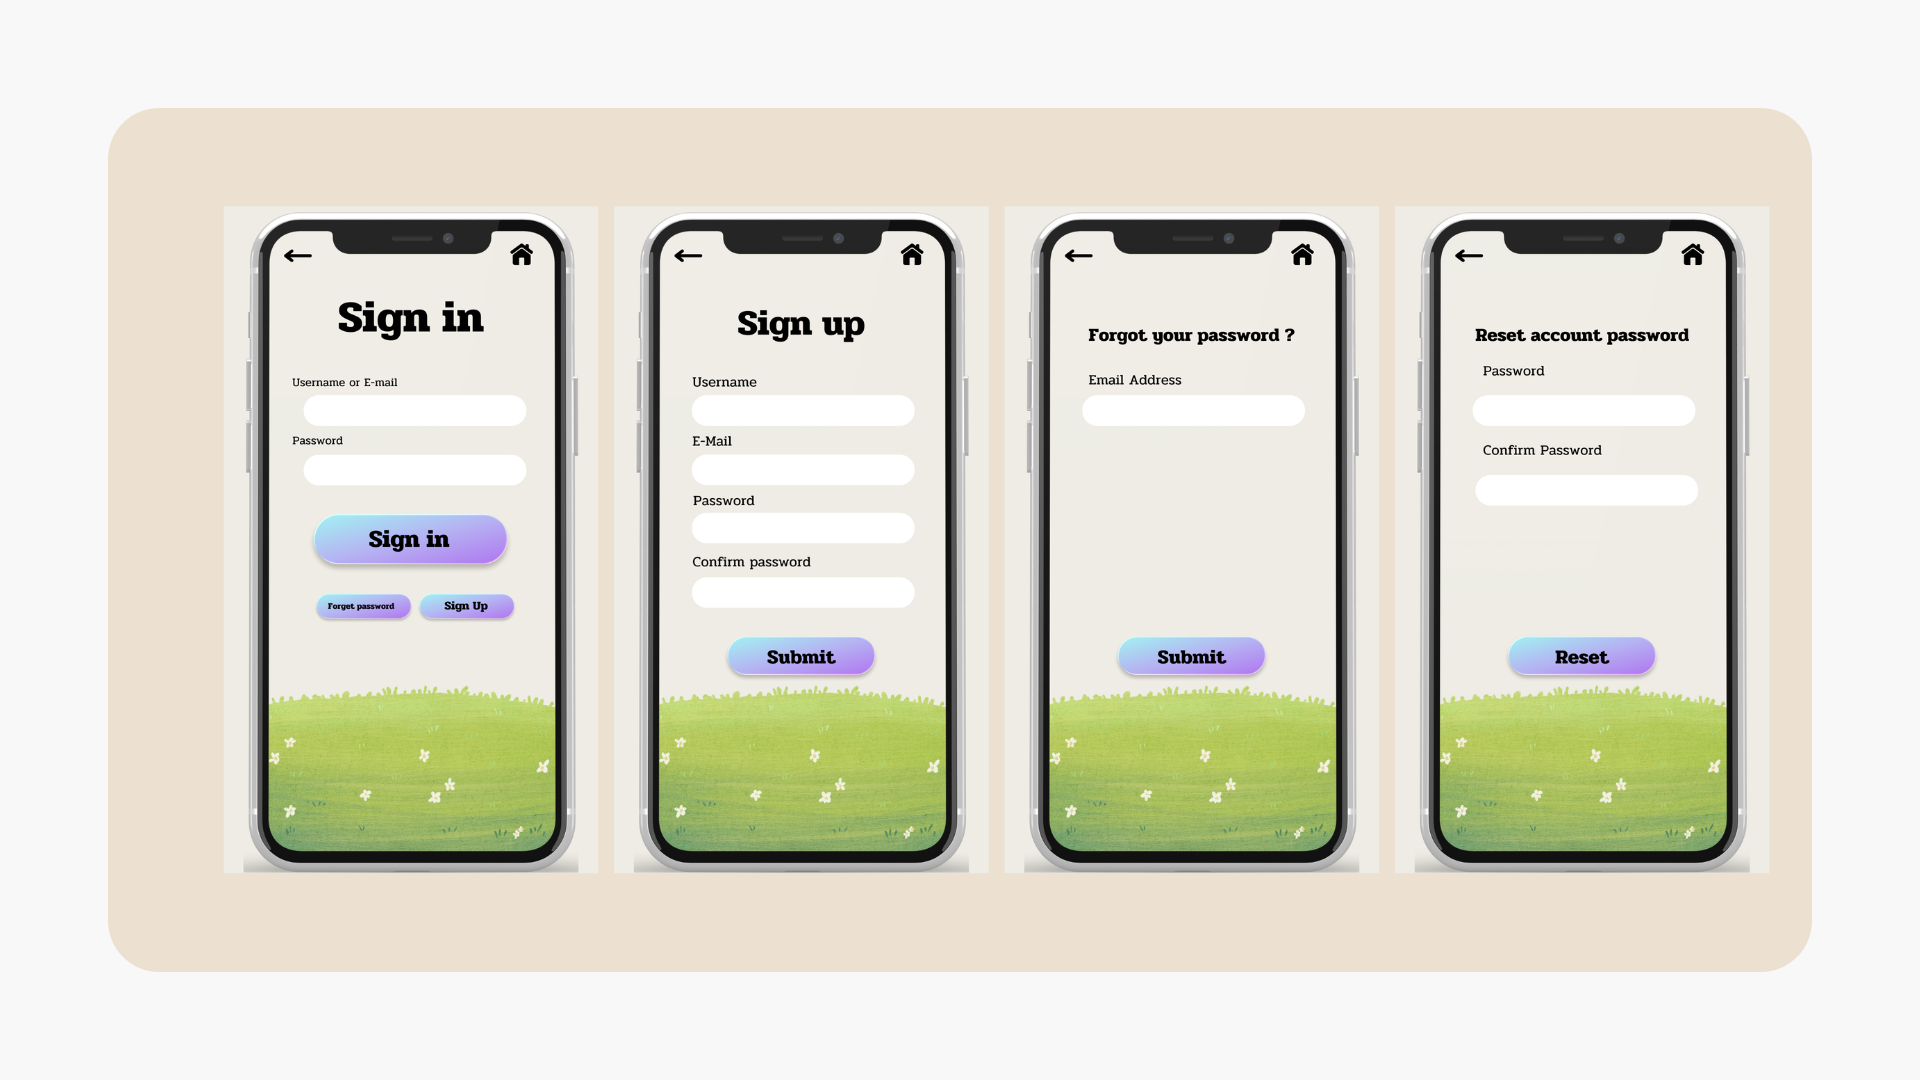 Sign in
Username or E-mail
Password
Sign in
Forget password
Sign Up
Sign up
Username
E-Mail
Password
Confirm password
Submit
Forgot your password ?
Email Address
Submit
Reset account password
Password
Confirm Password
Reset